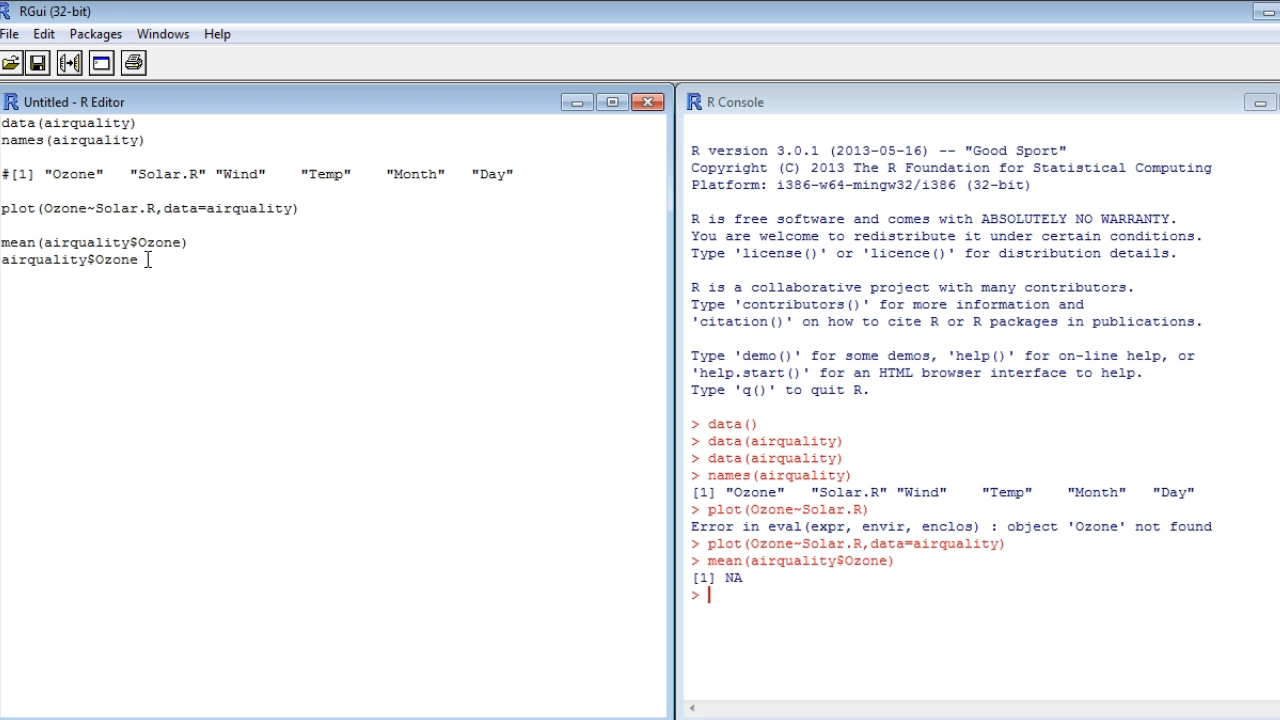 RGui (32-bit)
File Edit Packages Windows Help
Untitled - R Editor
data(airquality)
names(airquality)
#[1] "Ozone"   "Solar.R" "Wind"    "Temp"    "Month"   "Day"
plot(Ozone~Solar.R,data=airquality)
mean(airquality$Ozone)
airquality$Ozone
R Console
R version 3.0.1 (2013-05-16) -- "Good Sport"
Copyright (C) 2013 The R Foundation for Statistical Computing
Platform: i386-w64-mingw32/i386 (32-bit)
R is free software and comes with ABSOLUTELY NO WARRANTY.
You are welcome to redistribute it under certain conditions.
Type 'license()' or 'licence()' for distribution details.
R is a collaborative project with many contributors.
Type 'contributors()' for more information and
'citation()' on how to cite R or R packages in publications.
Type 'demo()' for some demos, 'help()' for on-line help, or
'help.start()' for an HTML browser interface to help.
Type 'q()' to quit R.
> data()
> data(airquality)
> data(airquality)
> names(airquality)
[1] "Ozone"   "Solar.R" "Wind"    "Temp"    "Month"   "Day"
> plot(Ozone~Solar.R)
Error in eval(expr, envir, enclos) : object 'Ozone' not found
> plot(Ozone~Solar.R,data=airquality)
> mean(airquality$Ozone)
[1] NA
>